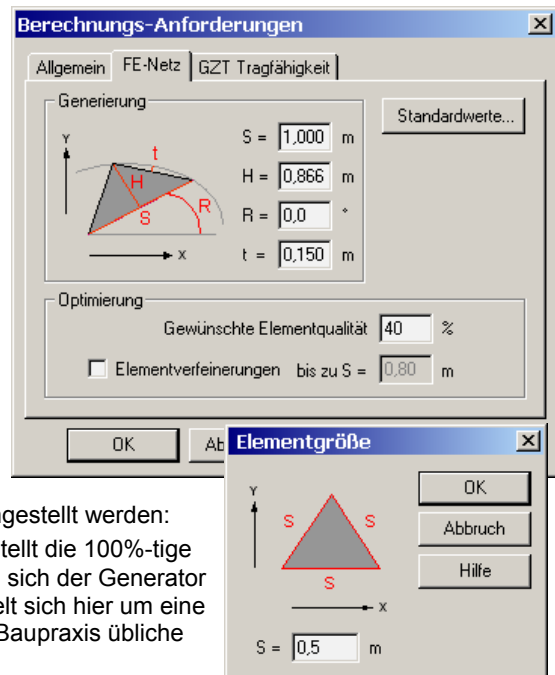 Berechnungs-Anforderungen
Allgemein FE-Netz GZT Tragfähigkeit
Generierung
Standardwerte...
Y
t
H
S
R
X
S = 1,000 m
H = 0,866 m
R = 0,0 °
t = 0,150 m
Optimierung
Gewünschte Elementqualität 40 %
Elementverfeinerungen bis zu S = 0,80 m
OK
Ab
Elementgröße
Y
S S
S
x
OK
Abbruch
Hilfe
S = 0,5 m
gestellt werden:
tellt die 100%-tige
sich der Generator
elt sich hier um eine
Baupraxis übliche